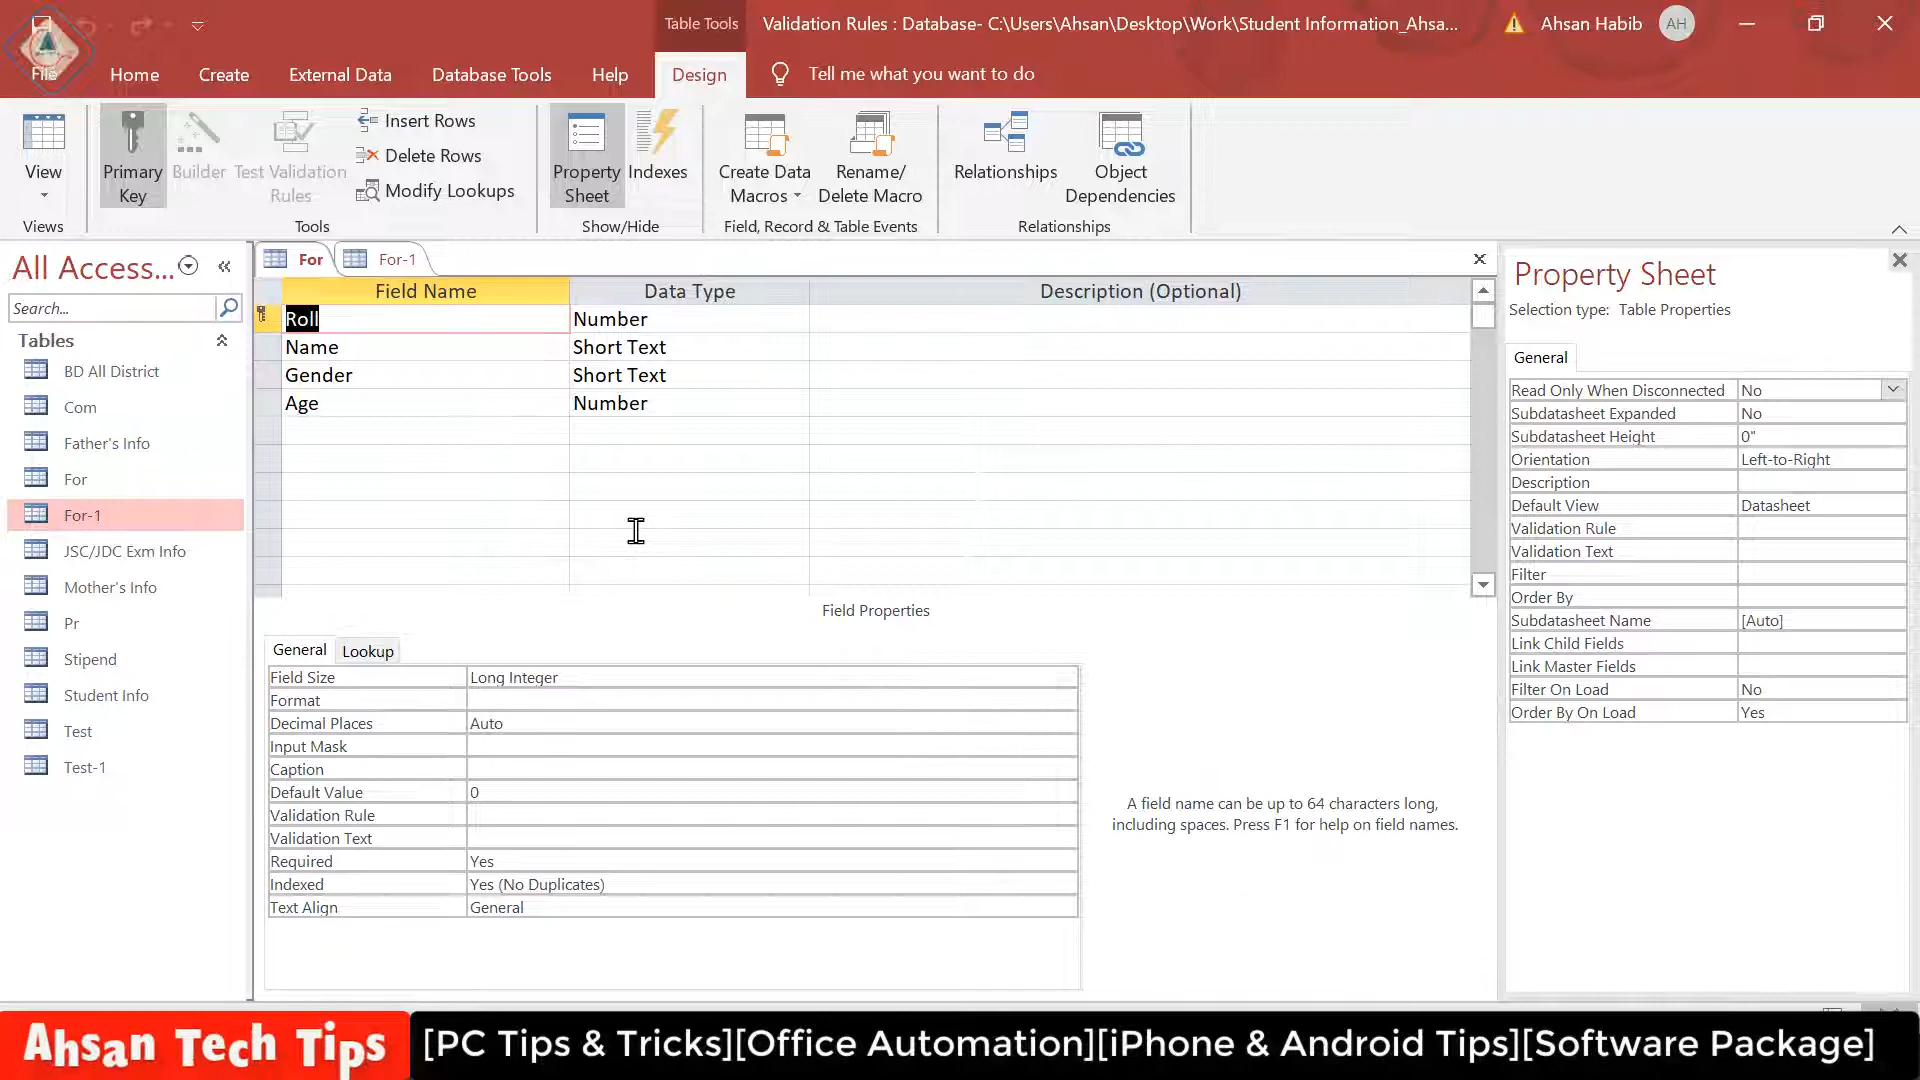 Table Tools
Validation Rules : Database- C:\Users\Ahsan\Desktop\Work\Student Information_Ahsa...
Ahsan Habib
AH
File
Home
Create
External Data
Database Tools
Help
Design
Tell me what you want to do
View
Primary Key
Builder
Test Validation Rules
Insert Rows
Delete Rows
Modify Lookups
Property Sheet
Indexes
Create Data Macros
Rename/ Delete Macro
Relationships
Object Dependencies
Views
Tools
Show/Hide
Field, Record & Table Events
Relationships
All Access...
Search...
Tables
BD All District
Com
Father's Info
For
For-1
JSC/JDC Exm Info
Mother's Info
Pr
Stipend
Student Info
Test
Test-1
For
For-1
Field Name Data Type Description (Optional)
Roll Number
Name Short Text
Gender Short Text
Age Number
Field Properties
General Lookup
Field Size Long Integer
Format
Decimal Places Auto
Input Mask
Caption
Default Value 0
Validation Rule
Validation Text
Required Yes
Indexed Yes (No Duplicates)
Text Align General
A field name can be up to 64 characters long,
including spaces. Press F1 for help on field names.
Property Sheet
Selection type: Table Properties
General
Read Only When Disconnected No
Subdatasheet Expanded No
Subdatasheet Height 0"
Orientation Left-to-Right
Description
Default View Datasheet
Validation Rule
Validation Text
Filter
Order By
Subdatasheet Name [Auto]
Link Child Fields
Link Master Fields
Filter On Load No
Order By On Load Yes
Ahsan Tech Tips
[PC Tips & Tricks][Office Automation][iPhone & Android Tips][Software Package]